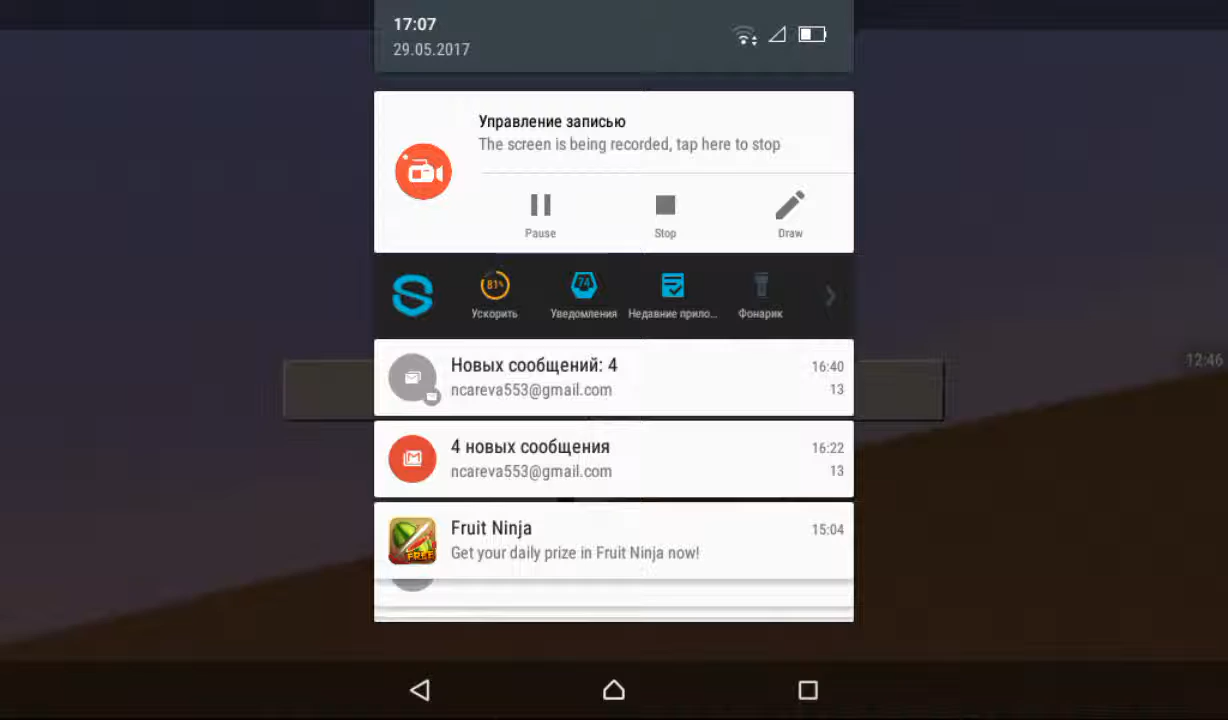 17:07
29.05.2017
Управление записью
The screen is being recorded, tap here to stop
Pause
Stop
Draw
81%
74
Ускорить
Уведомления
Недавние прило...
Фонарик
Новых сообщений: 4
16:40
ncareva553@gmail.com
13
12:46
4 новых сообщения
16:22
ncareva553@gmail.com
13
Fruit Ninja
15:04
Get your daily prize in Fruit Ninja now!
FREE